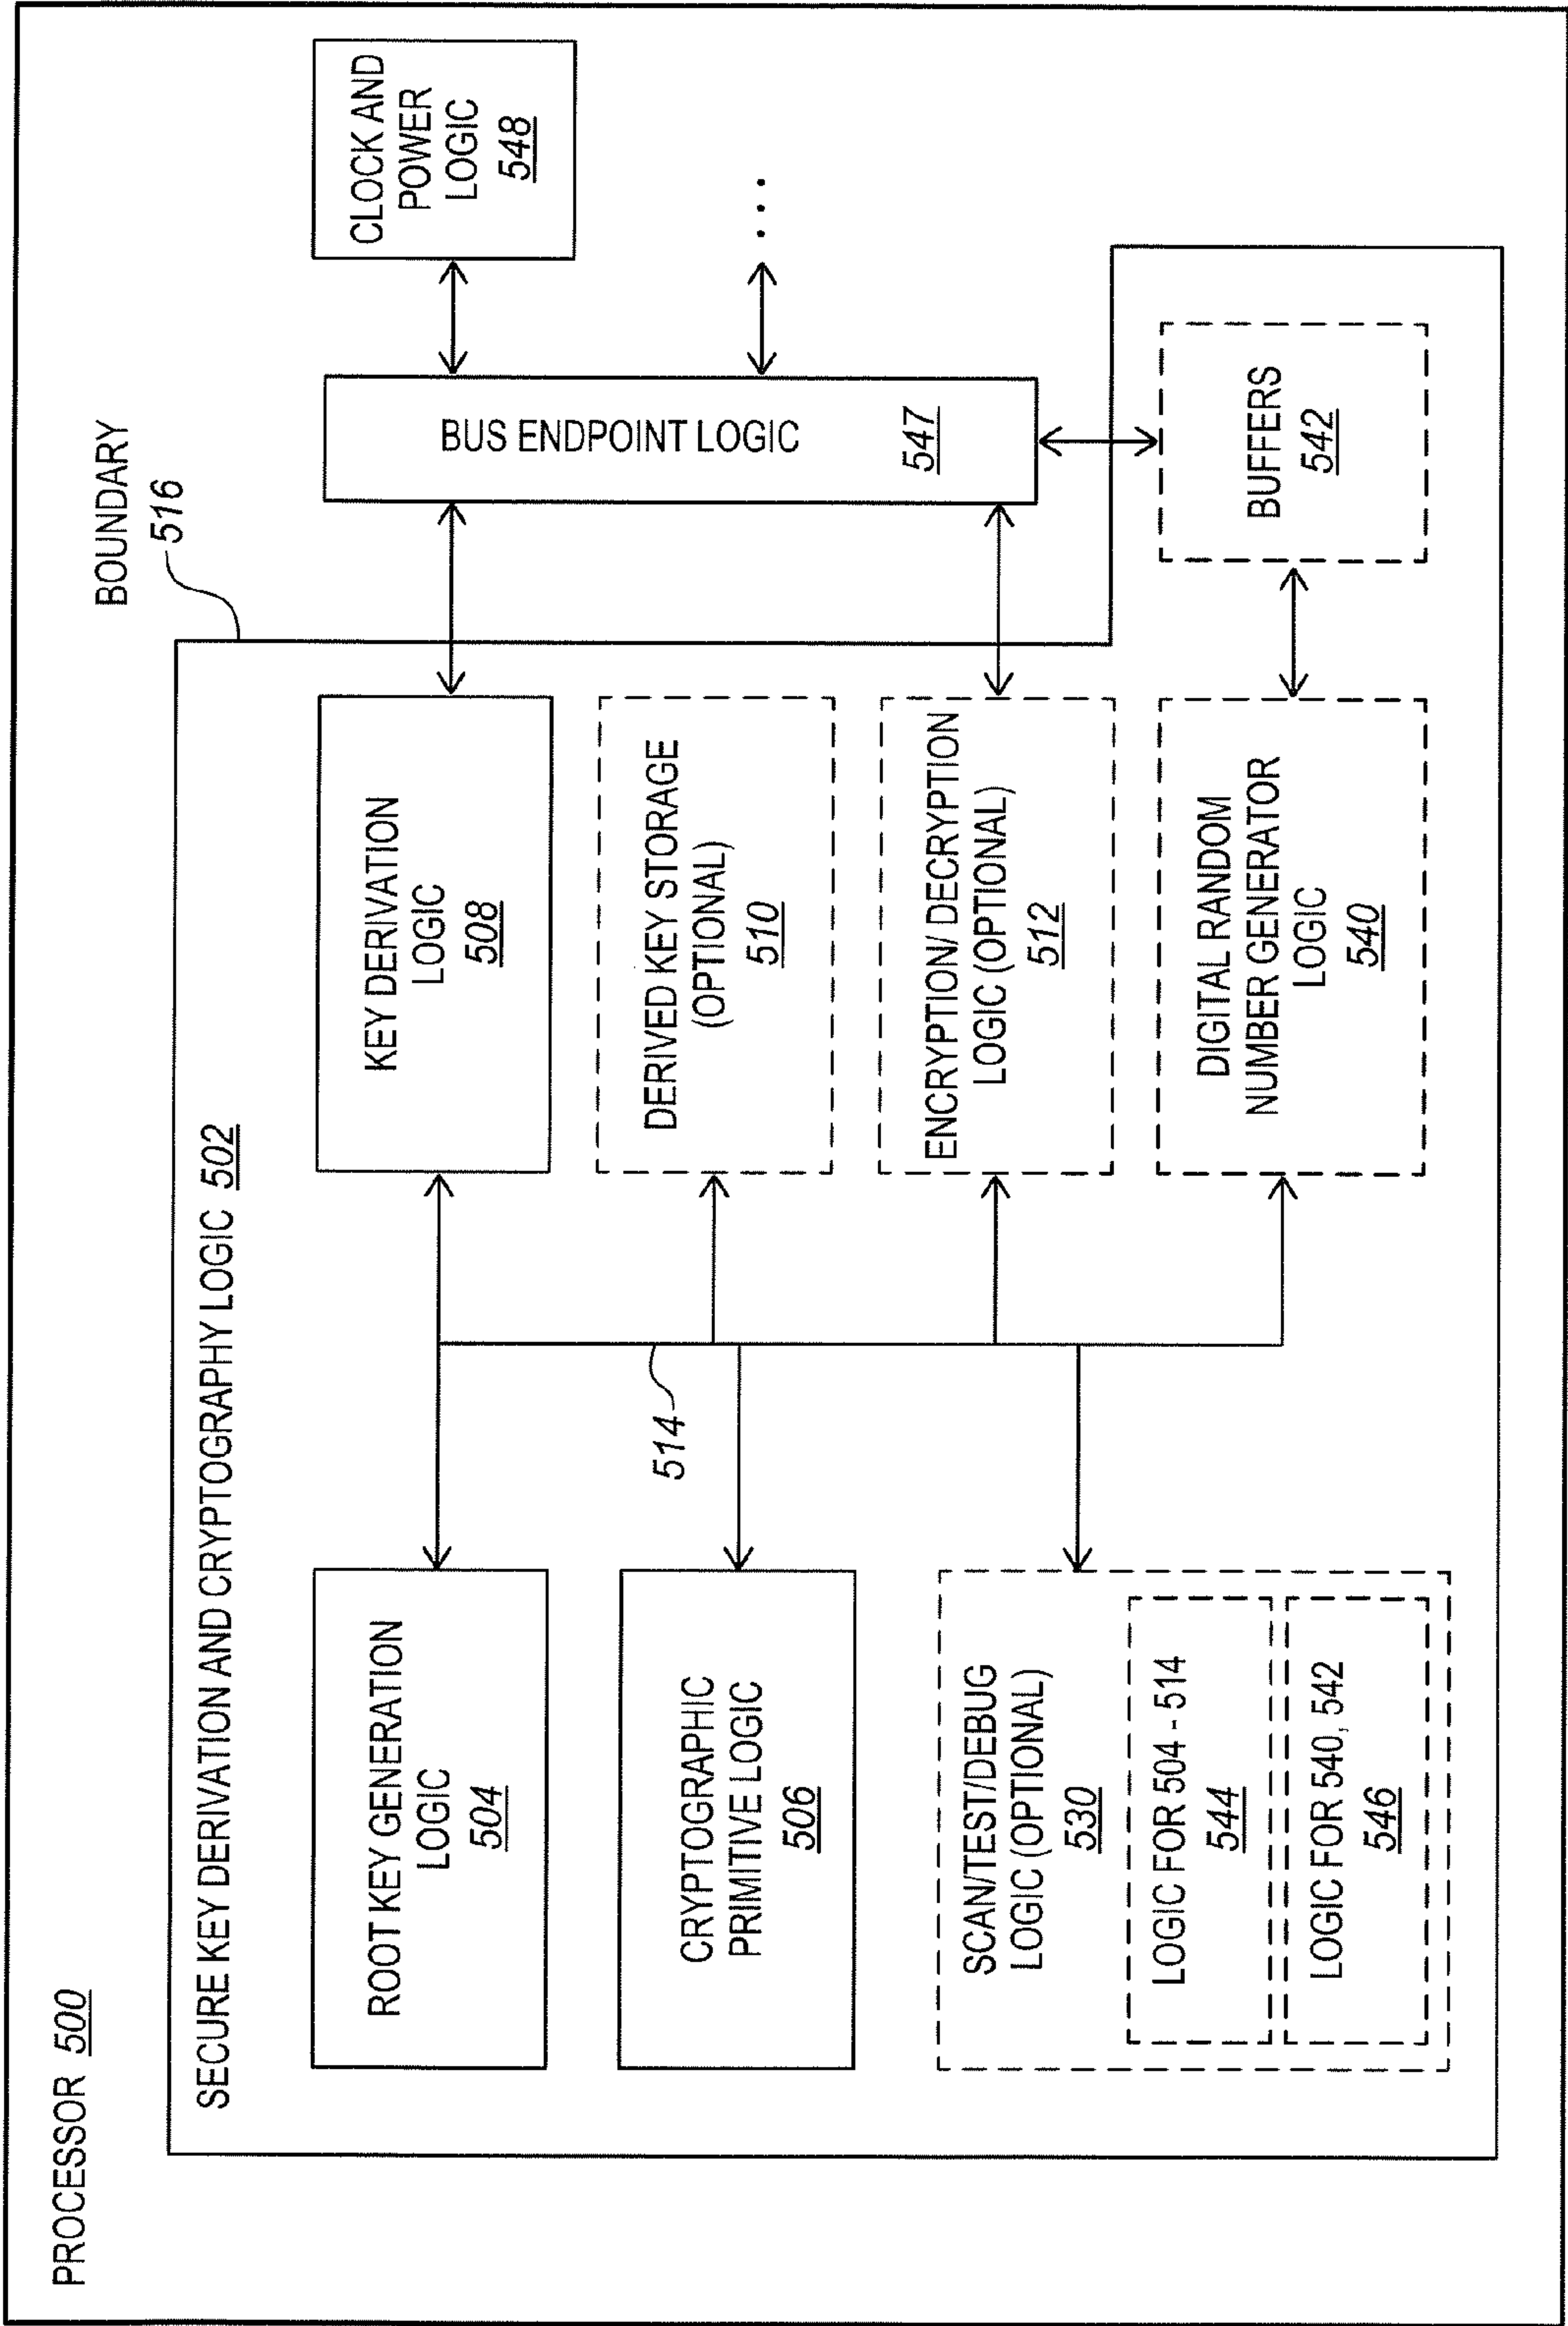 PROCESSOR 500
BOUNDARY
516
SECURE KEY DERIVATION AND CRYPTOGRAPHY LOGIC 502
ROOT KEY GENERATION
LOGIC
504
CRYPTOGRAPHIC
PRIMITIVE LOGIC
506
SCAN/TEST/DEBUG
LOGIC (OPTIONAL)
530
LOGIC FOR 504 - 514
544
LOGIC FOR 540, 542
546
514
KEY DERIVATION
LOGIC
508
DERIVED KEY STORAGE
(OPTIONAL)
510
ENCRYPTION/ DECRYPTION
LOGIC (OPTIONAL)
512
DIGITAL RANDOM
NUMBER GENERATOR
LOGIC
540
BUS ENDPOINT LOGIC 547
BUFFERS
542
CLOCK AND
POWER
LOGIC
548
...